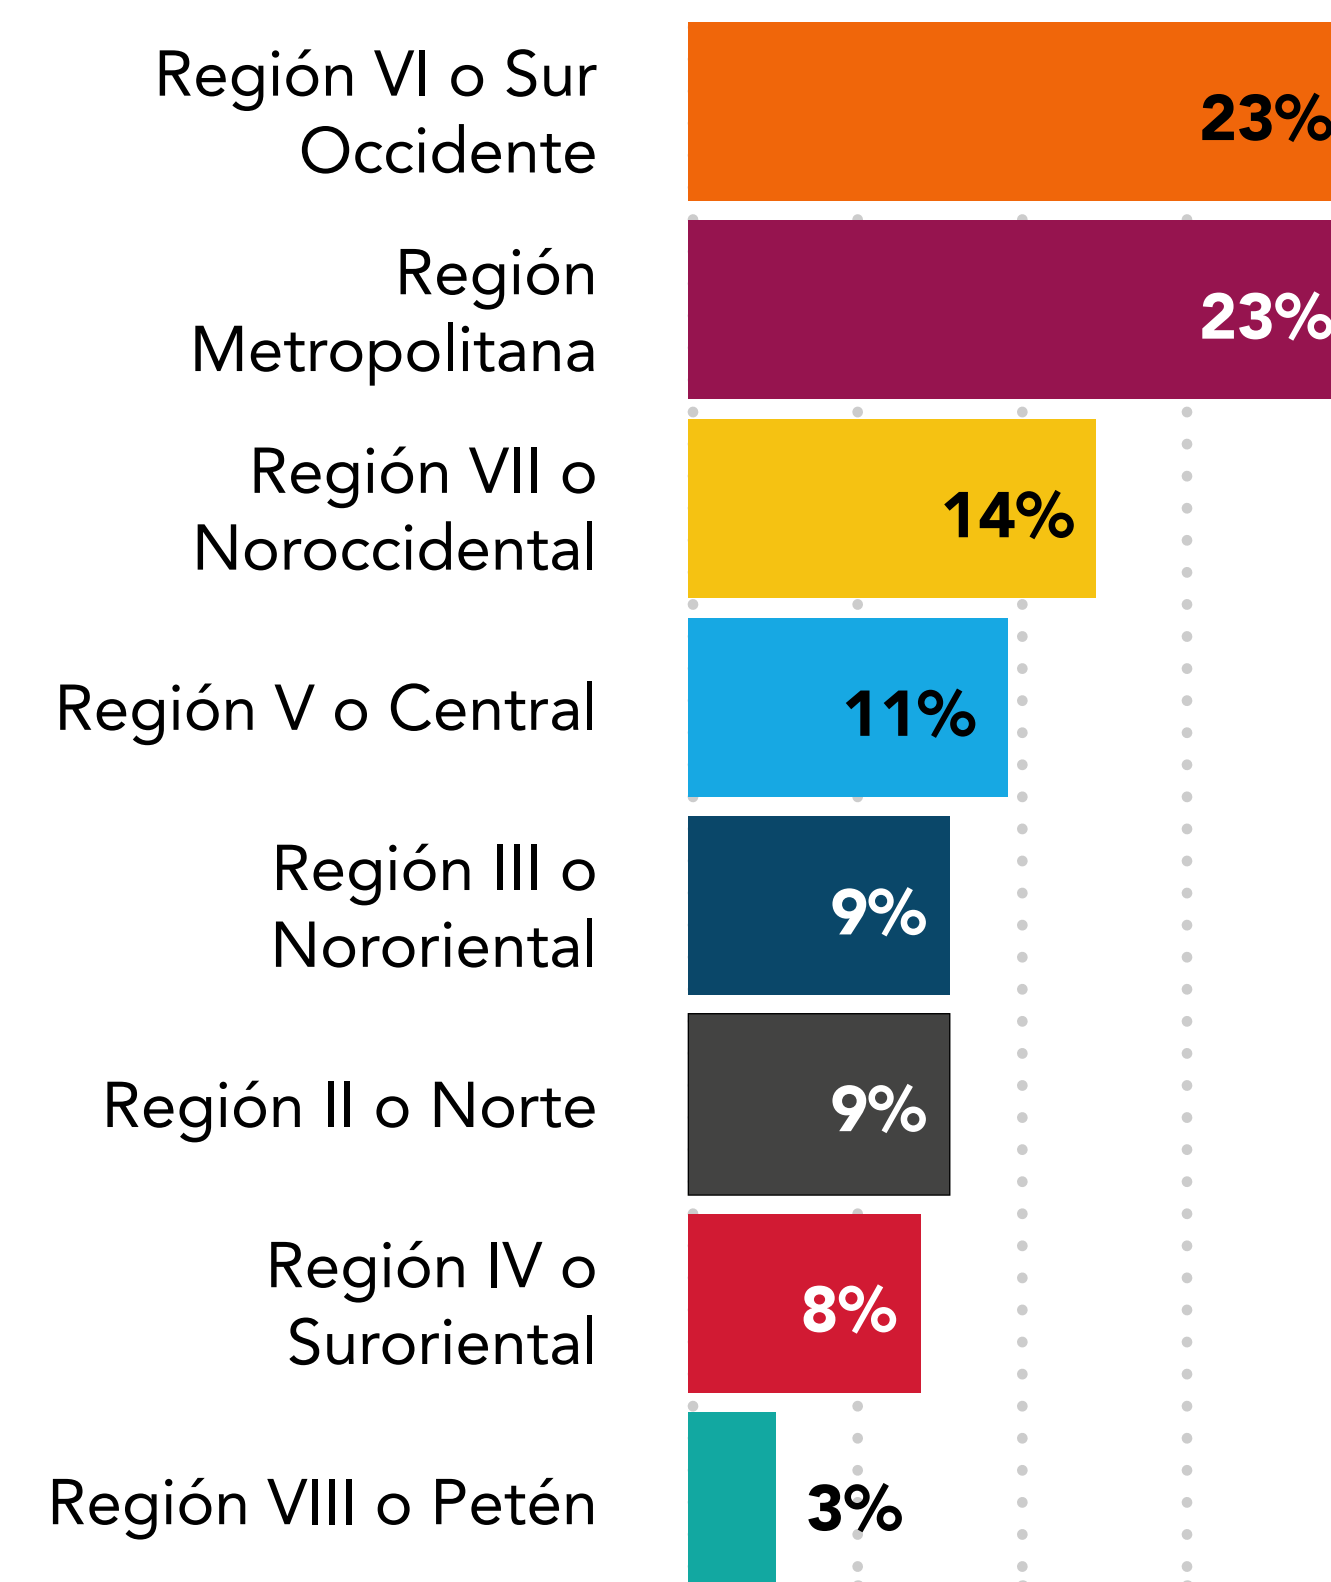 Región VI o Sur
Occidente
23%
Región
Metropolitana
23%
Región VII o
Noroccidental
14%
Región V o Central
11%
Región III o
Nororiental
9%
Región II o Norte
9%
Región IV o
Suroriental
8%
Región VIII o Petén
3%